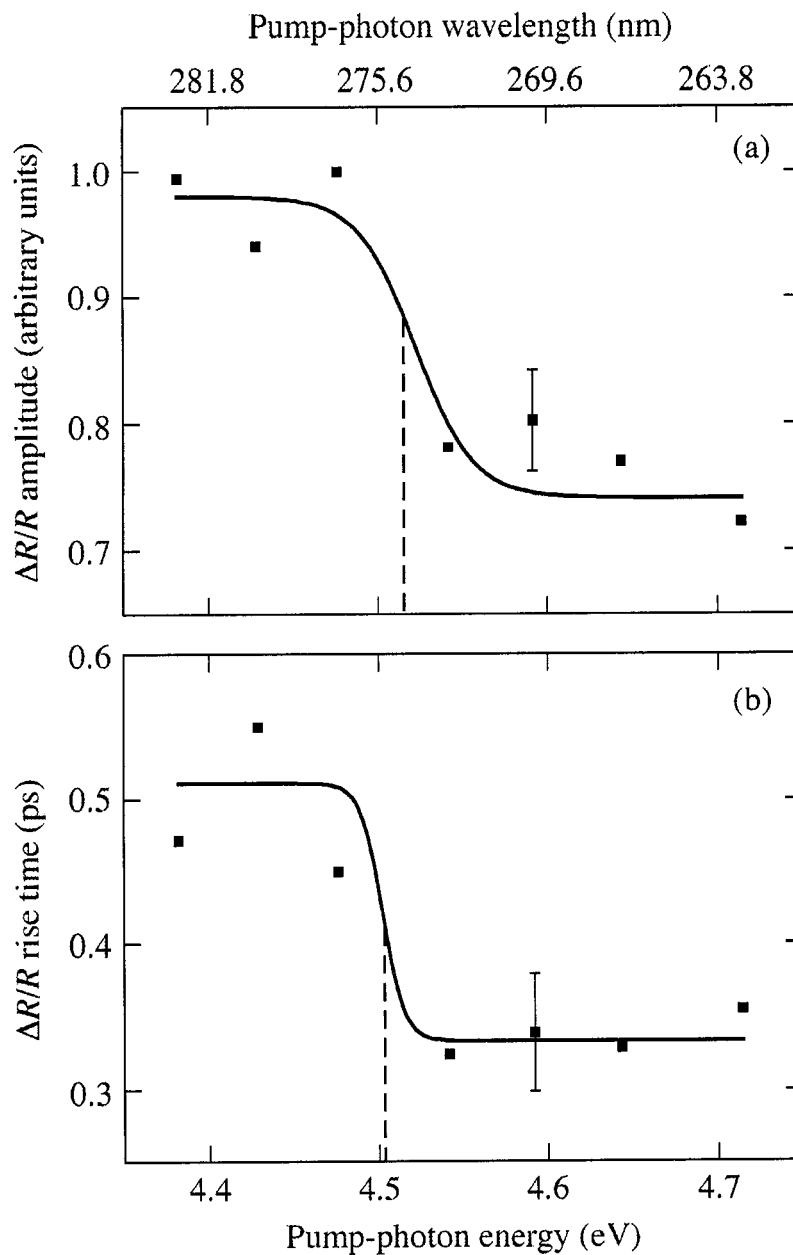 Pump-photon wavelength (nm)
281.8 275.6 269.6 263.8
(a)
1.0
0.9
0.8
0.7
ΔR/R amplitude (arbitrary units)
(b)
0.6
0.5
0.4
0.3
ΔR/R rise time (ps)
4.4 4.5 4.6 4.7
Pump-photon energy (eV)